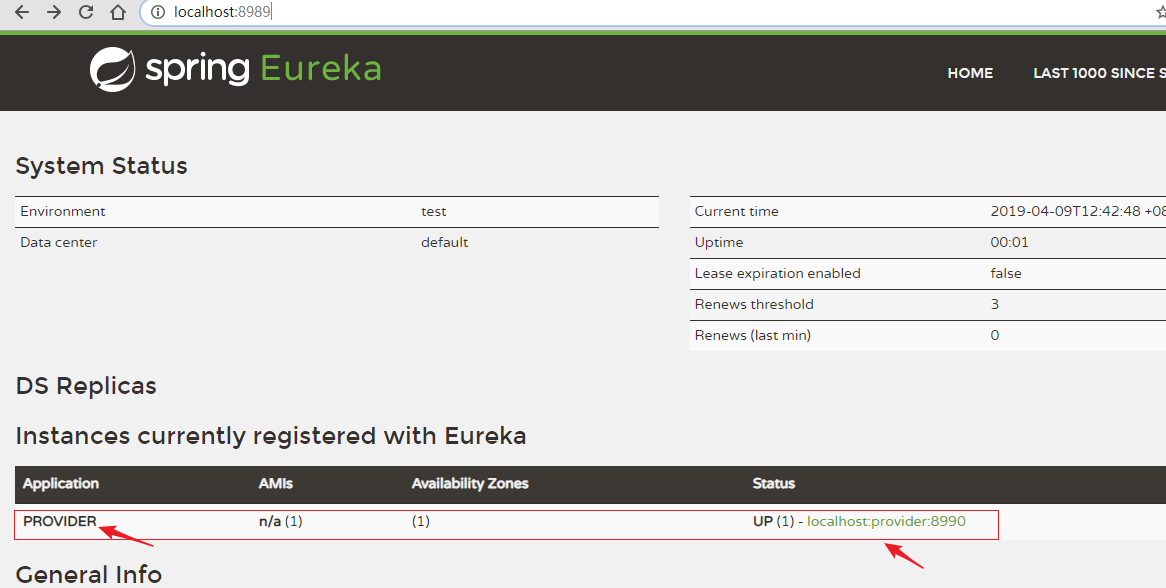 localhost:8989
spring Eureka
HOME LAST 1000 SINCE S
System Status
Environment test
Data center default
Current time 2019-04-09T12:42:48 +08
Uptime 00:01
Lease expiration enabled false
Renews threshold 3
Renews (last min) 0
DS Replicas
Instances currently registered with Eureka
Application AMIs Availability Zones Status
PROVIDER n/a (1) (1) UP (1) - localhost:provider:8990
General Info